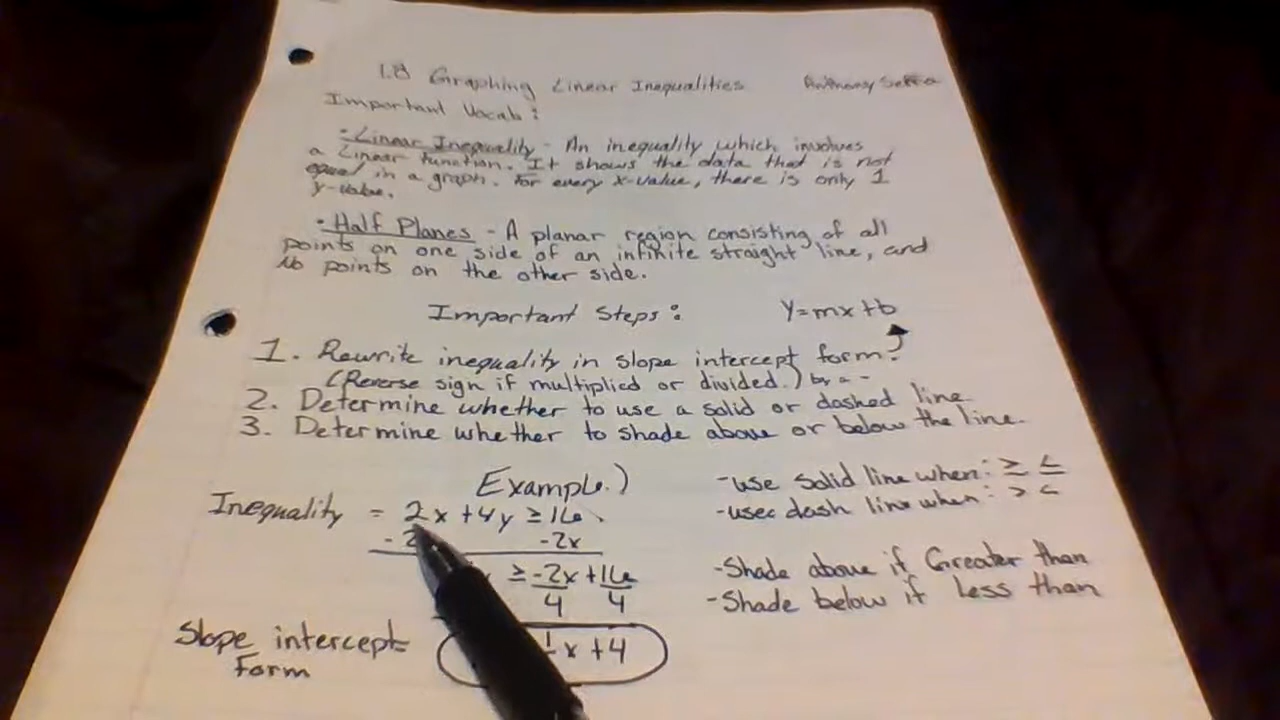 1.8 Graphing Linear Inequalities Anthony
Important Vocab:
• Linear Inequality - An inequality which involves
a Linear function. It shows the data that is not
equal in a graph. For every x-value, there is only 1
y-value.
• Half Planes - A planar region consisting of all
points on one side of an infinite straight line, and
No points on the other side.
Important Steps: y=mx+b
1. Rewrite inequality in slope intercept form?
(Reverse sign if multiplied or divided.) by a -
2. Determine whether to use a solid or dashed line.
3. Determine whether to shade above or below the line.
Example.)
Inequality = 2x + 4y ≥ 16
- 2 -2x
≥ -2x + 16
4 4
Slope intercept
Form
x + 4
-use solid line when: ≥ ≤
-use dash line when: > <
-Shade above if Greater than
-Shade below if Less than